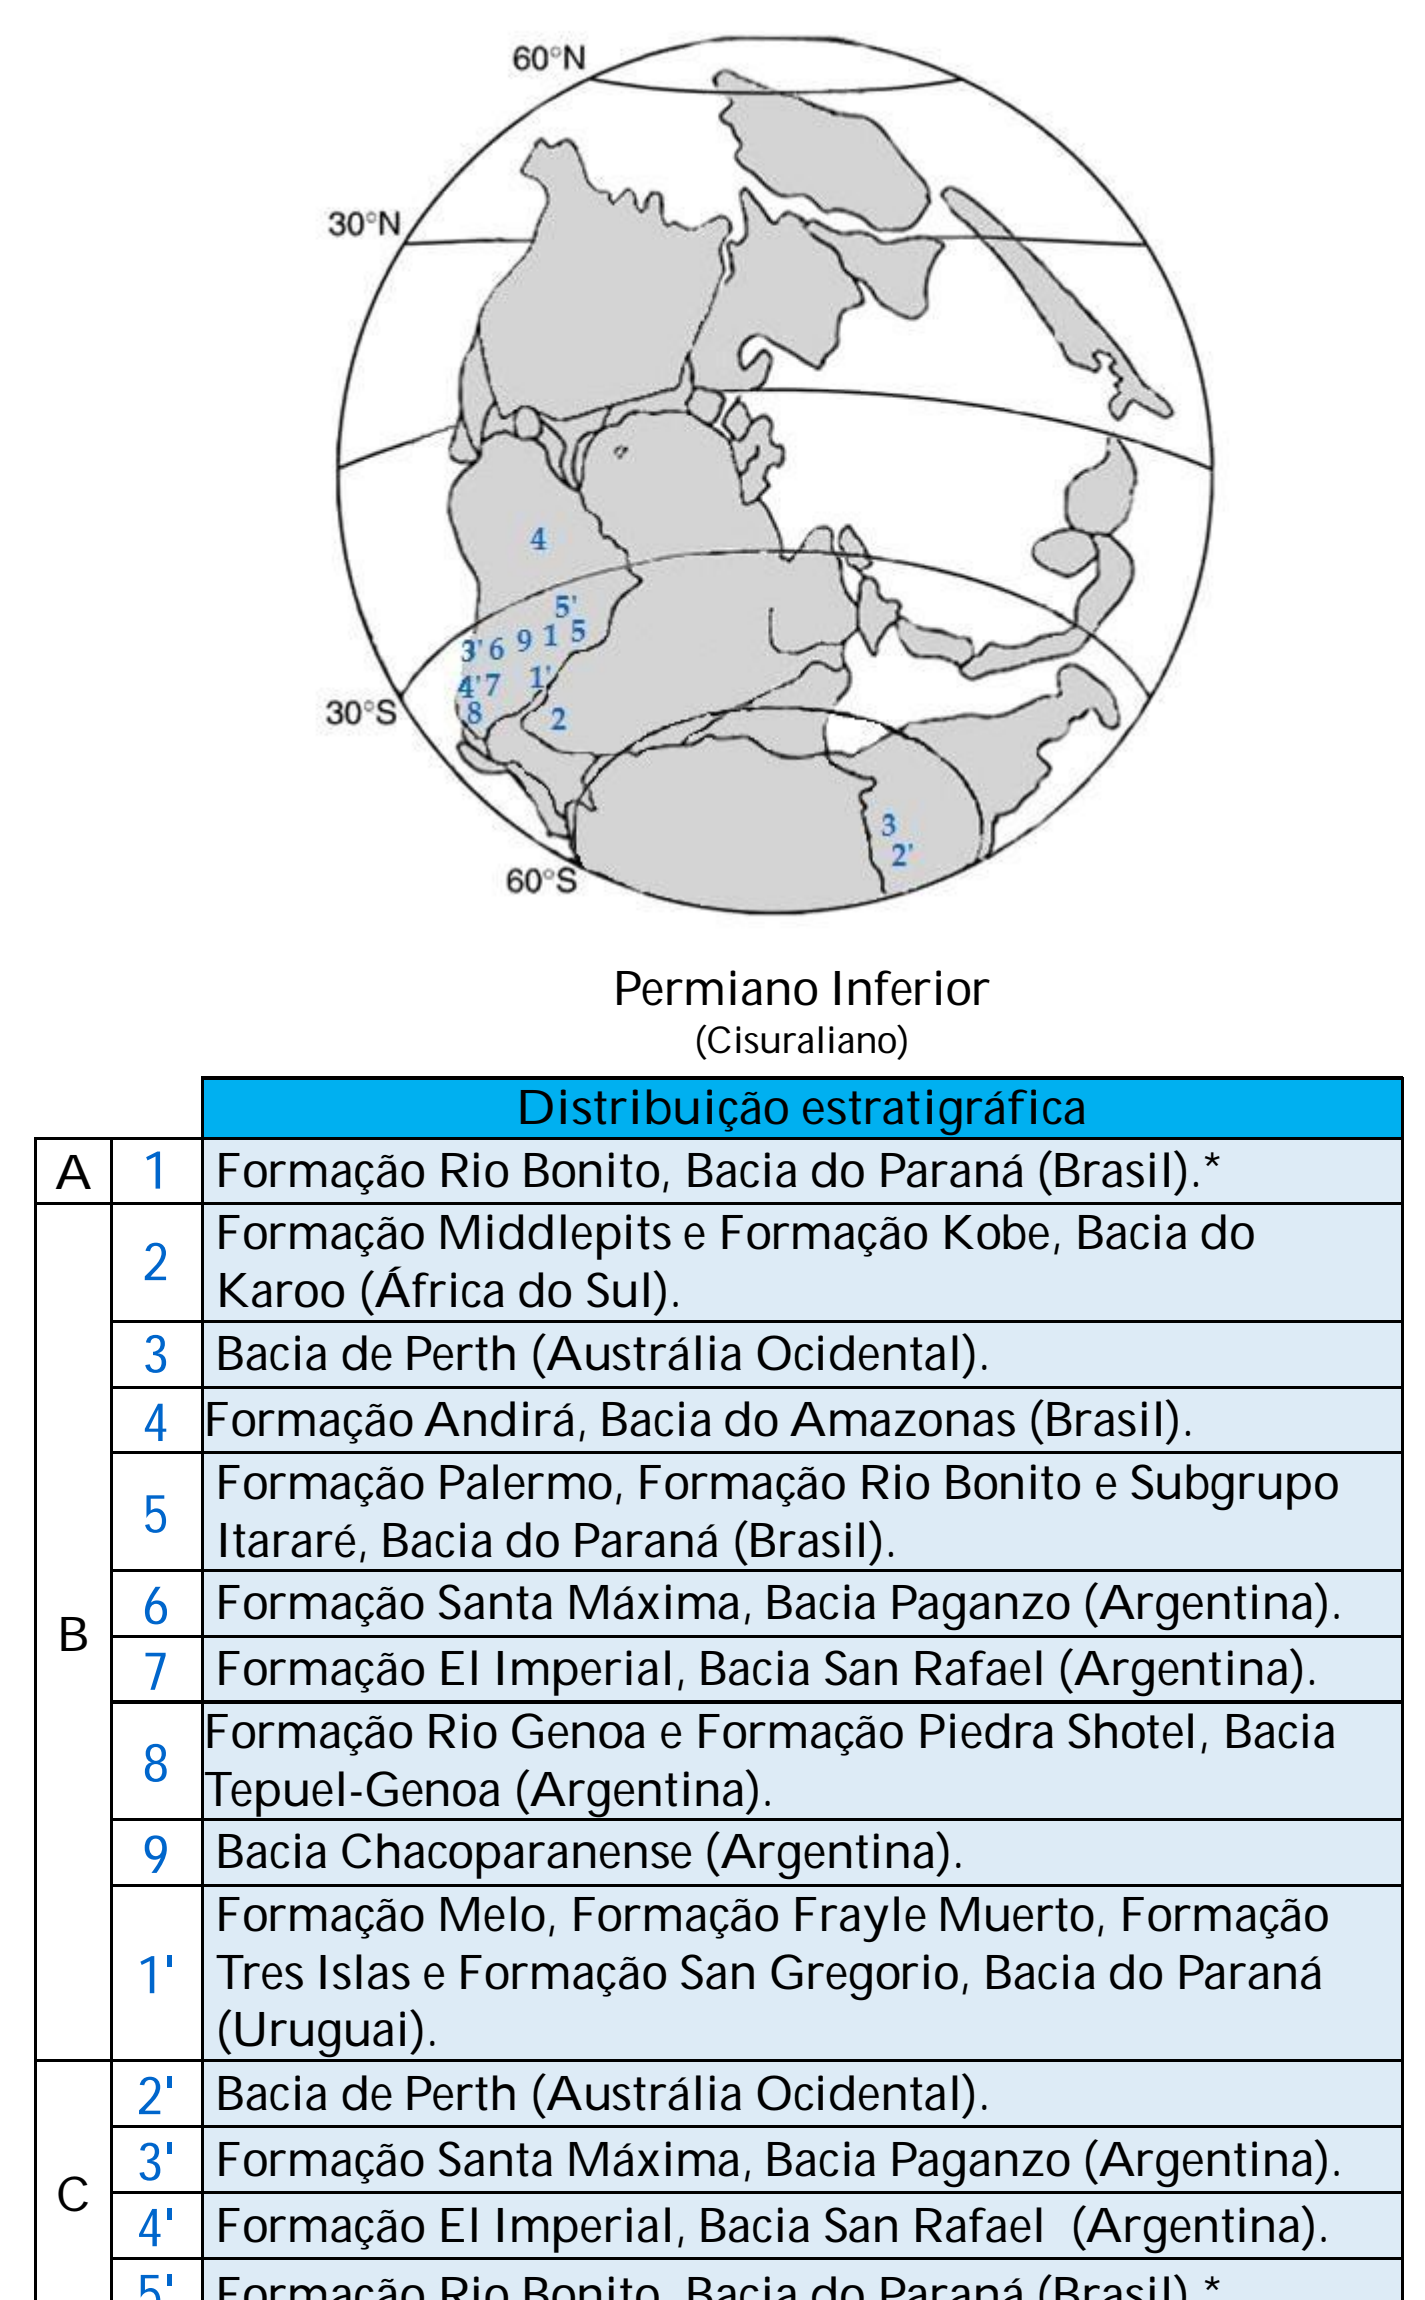 60°N
30°N
4
5'
3' 6 9 1 5
4' 7 1'
30°S 8 2
3
2'
60°S
Permiano Inferior
(Cisuraliano)
Distribuição estratigráfica
A 1 Formação Rio Bonito, Bacia do Paraná (Brasil).*
B
2 Formação Middlepits e Formação Kobe, Bacia do
Karoo (África do Sul).
3 Bacia de Perth (Austrália Ocidental).
4 Formação Andirá, Bacia do Amazonas (Brasil).
5 Formação Palermo, Formação Rio Bonito e Subgrupo
Itararé, Bacia do Paraná (Brasil).
6 Formação Santa Máxima, Bacia Paganzo (Argentina).
7 Formação El Imperial, Bacia San Rafael (Argentina).
8 Formação Rio Genoa e Formação Piedra Shotel, Bacia
Tepuel-Genoa (Argentina).
9 Bacia Chacoparanense (Argentina).
1' Formação Melo, Formação Frayle Muerto, Formação
Tres Islas e Formação San Gregorio, Bacia do Paraná
(Uruguai).
C
2' Bacia de Perth (Austrália Ocidental).
3' Formação Santa Máxima, Bacia Paganzo (Argentina).
4' Formação El Imperial, Bacia San Rafael (Argentina).
5' Formação Rio Bonito, Bacia do Paraná (Brasil).*